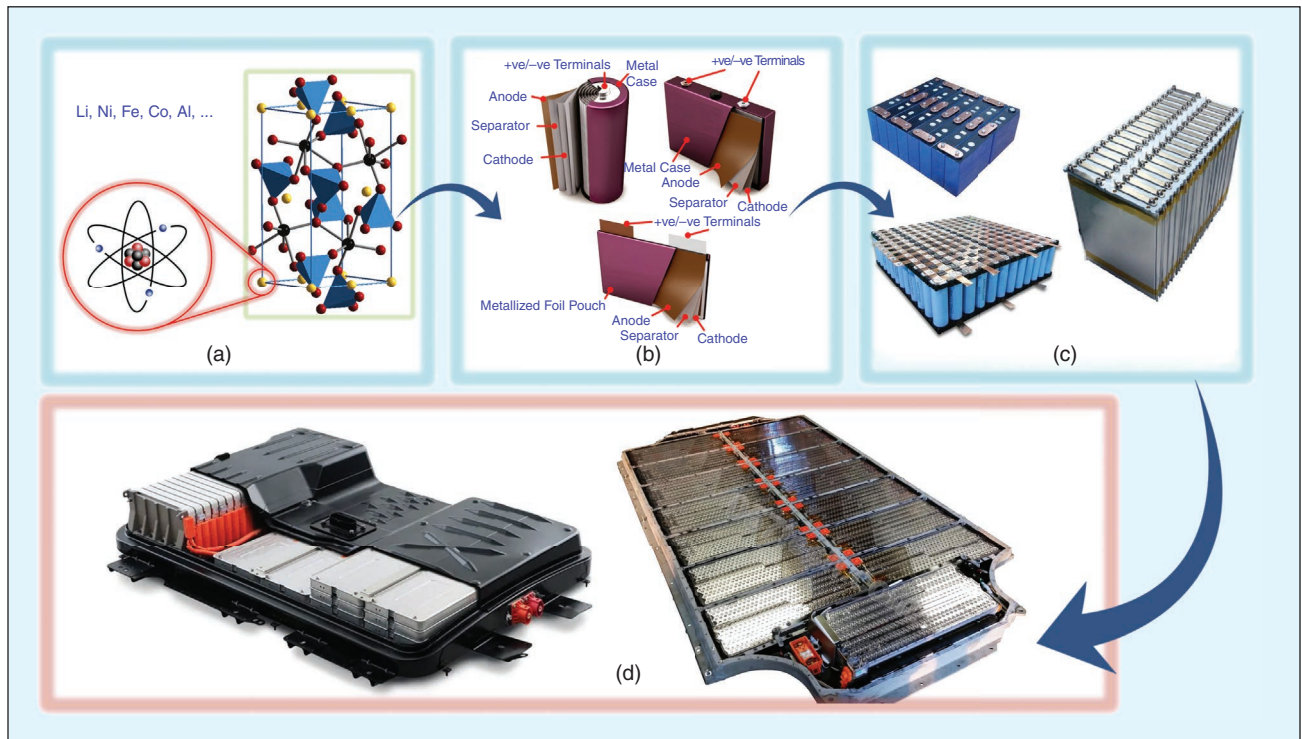 Li, Ni, Fe, Co, Al, ...
(a)
+ve/–ve Terminals
Metal
Case
Anode
Separator
Cathode
+ve/–ve Terminals
Metal Case
Anode
Separator
Cathode
+ve/–ve Terminals
Metallized Foil Pouch
Anode
Separator
Cathode
(b)
(c)
(d)